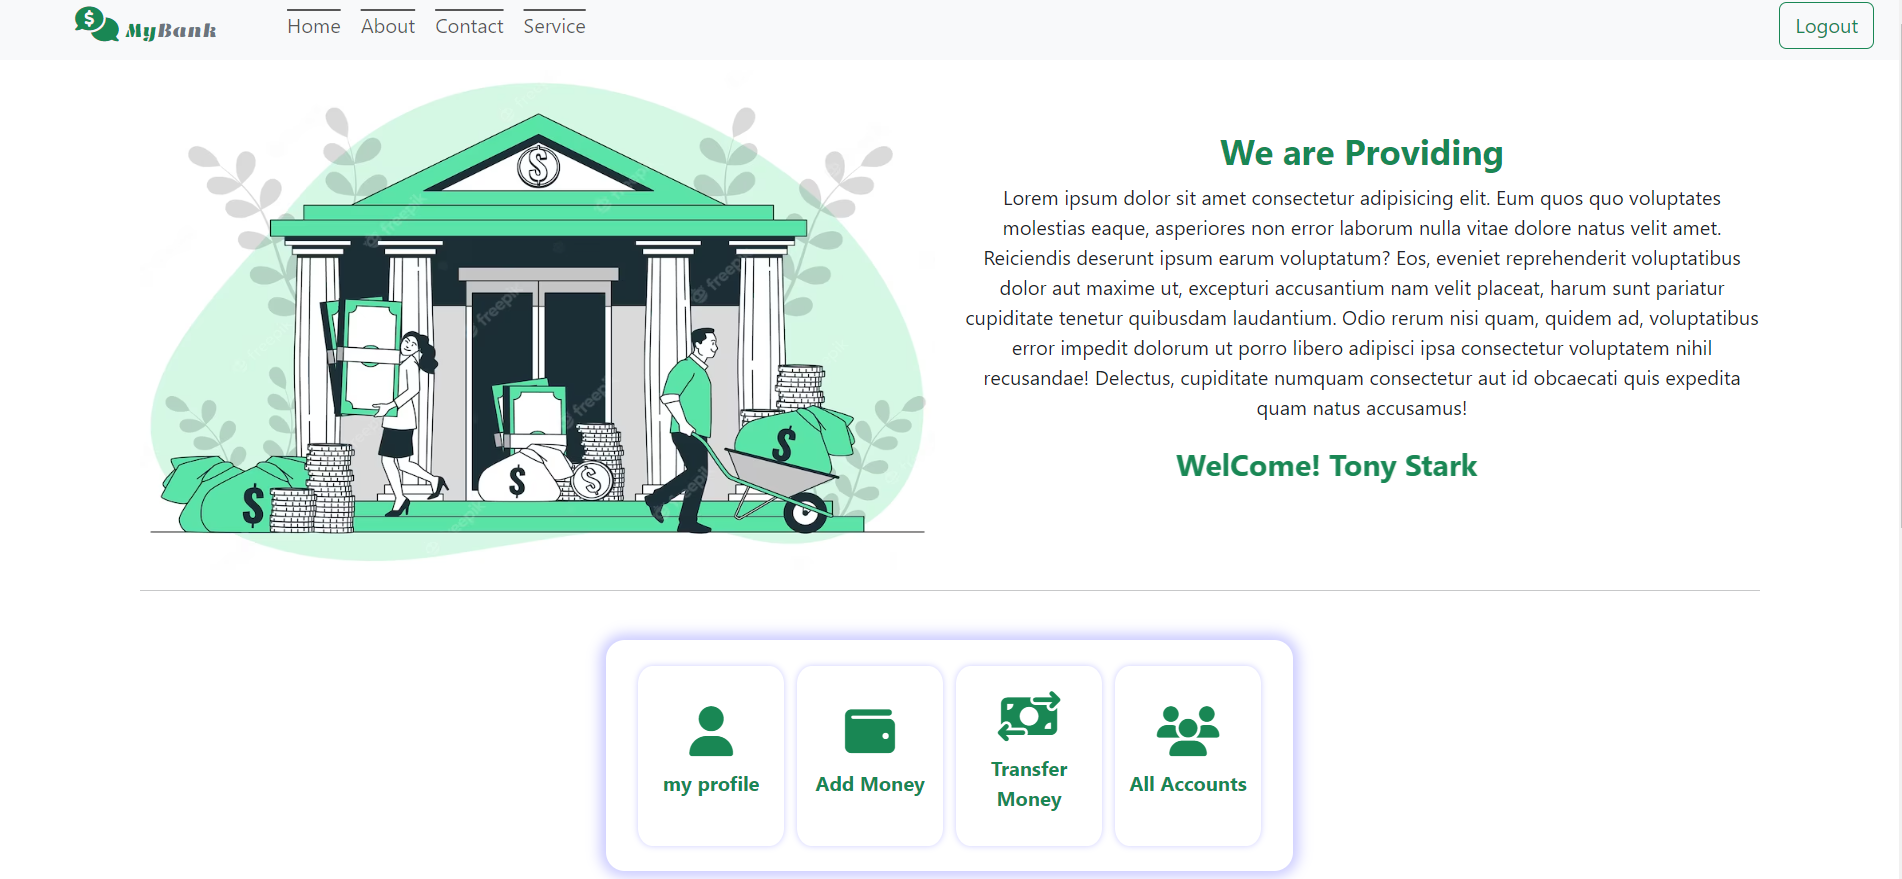 MyBank
Home About Contact Service
Logout
We are Providing
Lorem ipsum dolor sit amet consectetur adipisicing elit. Eum quos quo voluptates
molestias eaque, asperiores non error laborum nulla vitae dolore natus velit amet.
Reiciendis deserunt ipsum earum voluptatum? Eos, eveniet reprehenderit voluptatibus
dolor aut maxime ut, excepturi accusantium nam velit placeat, harum sunt pariatur
cupiditate tenetur quibusdam laudantium. Odio rerum nisi quam, quidem ad, voluptatibus
error impedit dolorum ut porro libero adipisci ipsa consectetur voluptatem nihil
recusandae! Delectus, cupiditate numquam consectetur aut id obcaecati quis expedita
quam natus accusamus!
WelCome! Tony Stark
$
$
$
$
$
freepik
freepik
freepik
freepik
my profile
Add Money
Transfer
Money
All Accounts